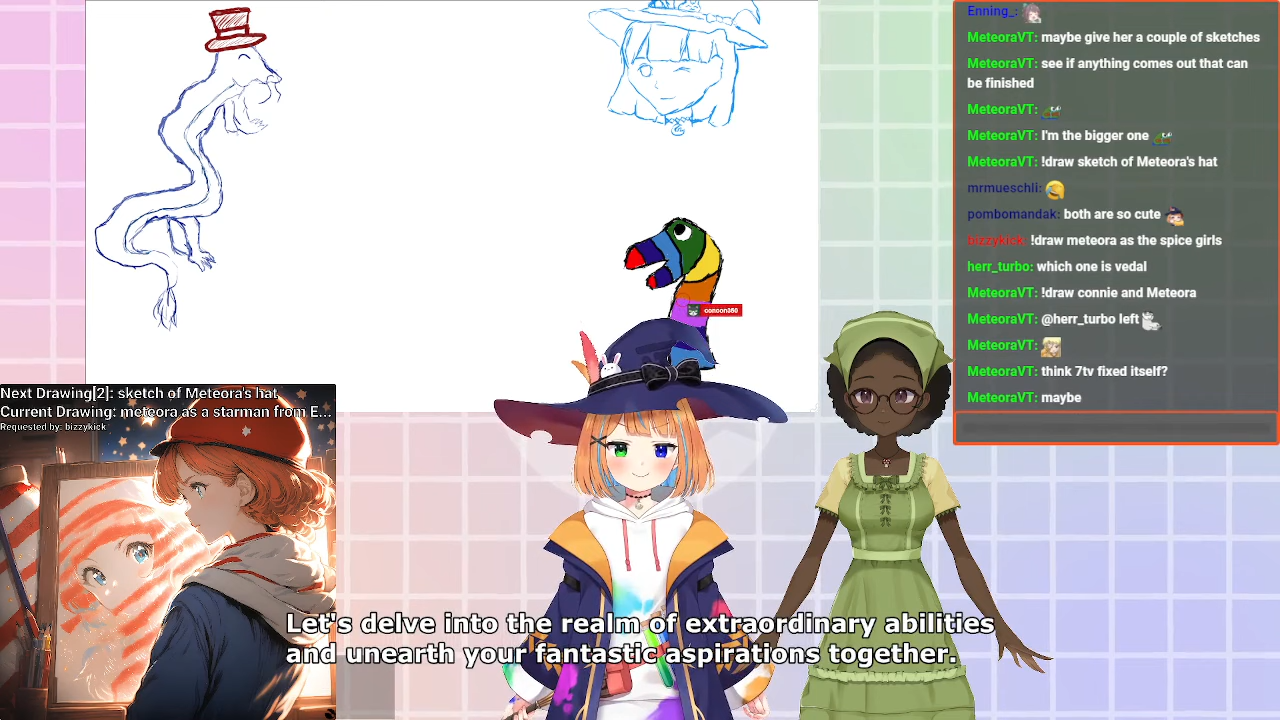 Enning_:
MeteoraVT: maybe give her a couple of sketches
MeteoraVT: see if anything comes out that can
be finished
MeteoraVT:
MeteoraVT: I'm the bigger one
MeteoraVT: !draw sketch of Meteora's hat
mrmueschli:
pombomandak: both are so cute
bizzykick: !draw meteora as the spice girls
herr_turbo: which one is vedal
MeteoraVT: !draw connie and Meteora
MeteoraVT: @herr_turbo left
MeteoraVT:
MeteoraVT: think 7tv fixed itself?
MeteoraVT: maybe
Next Drawing[2]: sketch of Meteora's hat
Current Drawing: meteora as a starman from E...
Requested by: bizzykick
Let's delve into the realm of extraordinary abilities
and unearth your fantastic aspirations together.